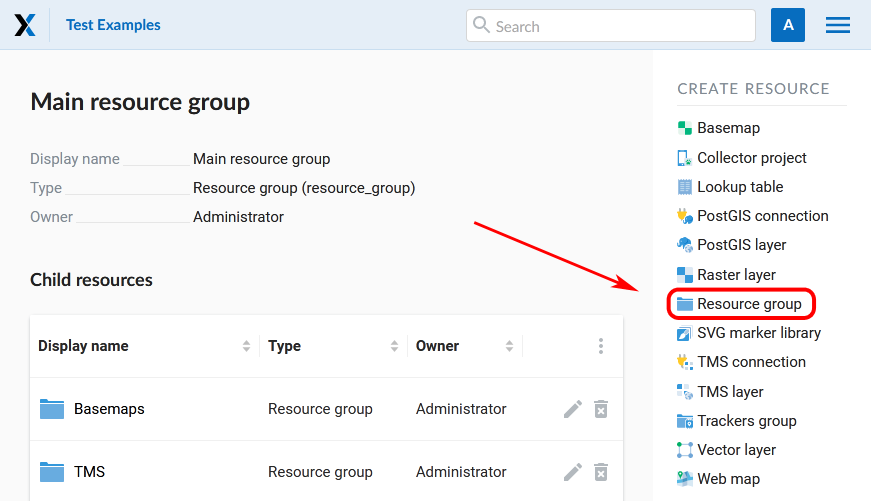 Test Examples
Search
A
Main resource group
Display name Main resource group
Type Resource group (resource_group)
Owner Administrator
Child resources
Display name Type Owner
Basemaps Resource group Administrator
TMS Resource group Administrator
CREATE RESOURCE
Basemap
Collector project
Lookup table
PostGIS connection
PostGIS layer
Raster layer
Resource group
SVG marker library
TMS connection
TMS layer
Trackers group
Vector layer
Web map